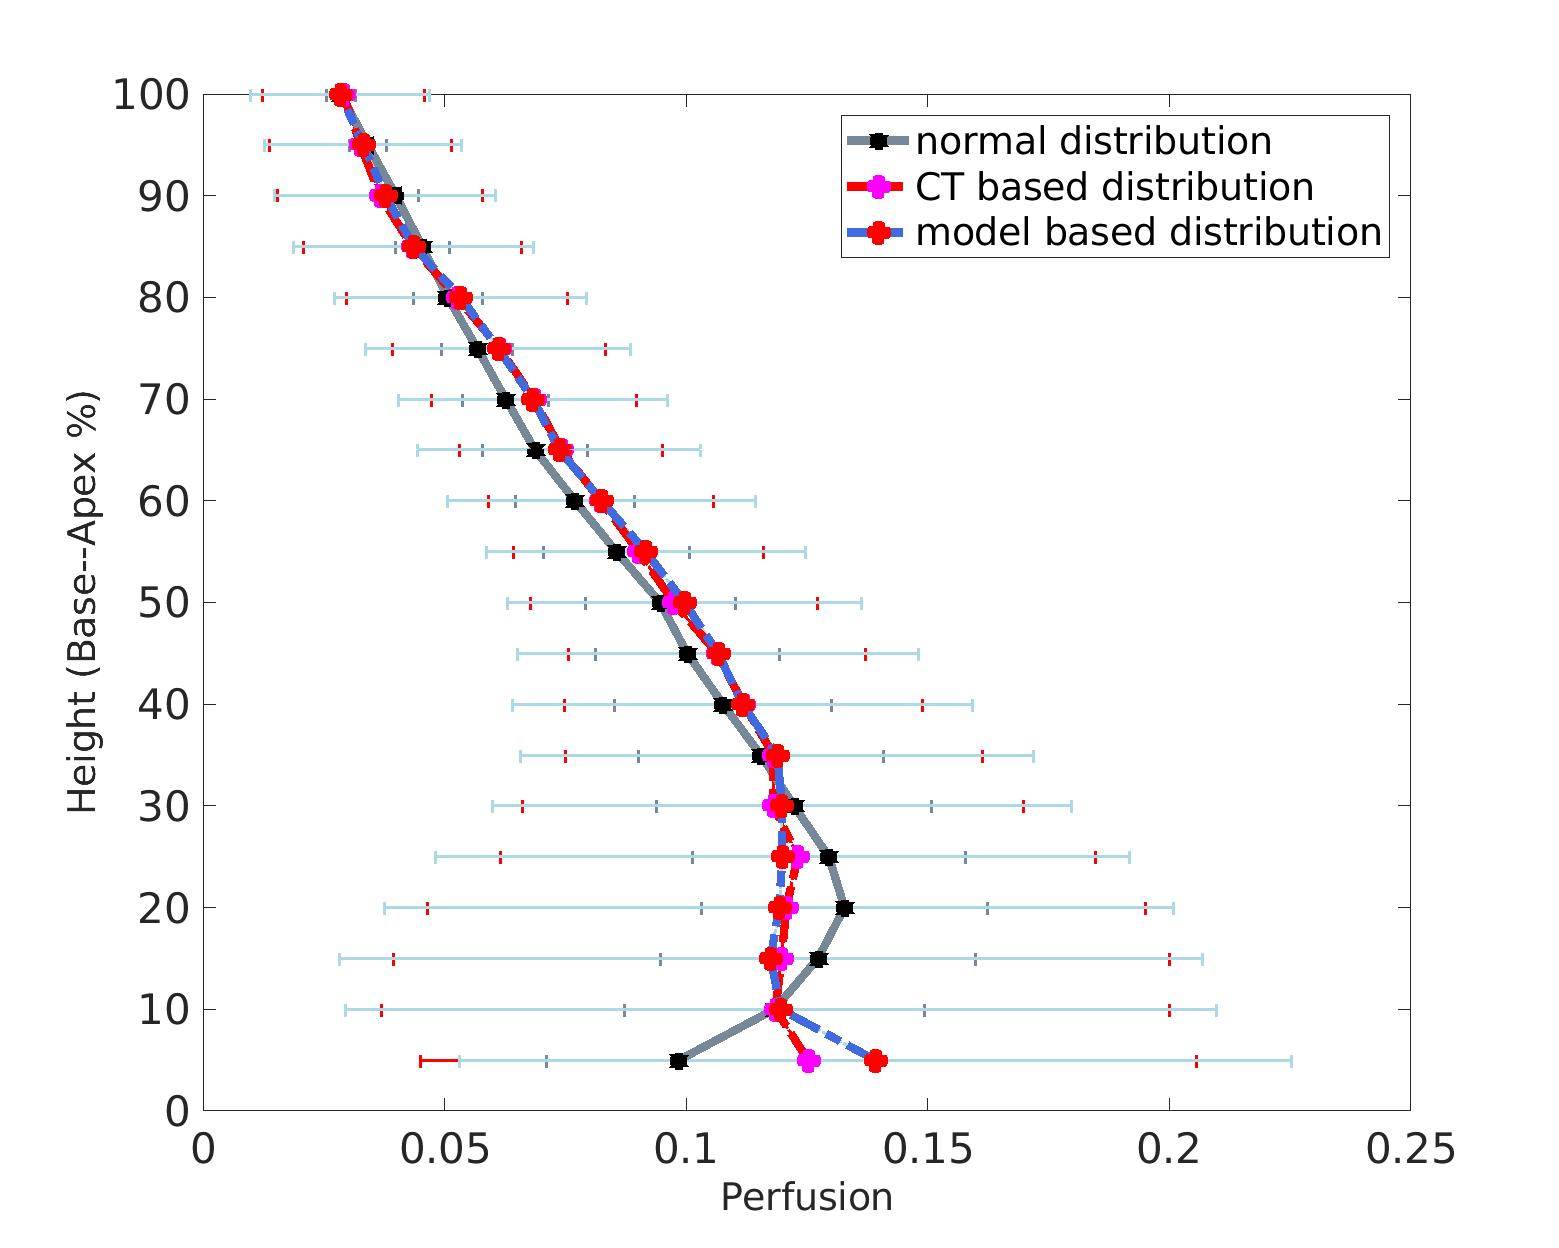 100
90
80
70
60
50
40
30
20
10
0
Height (Base--Apex %)
normal distribution
CT based distribution
model based distribution
0 0.05 0.1 0.15 0.2 0.25
Perfusion